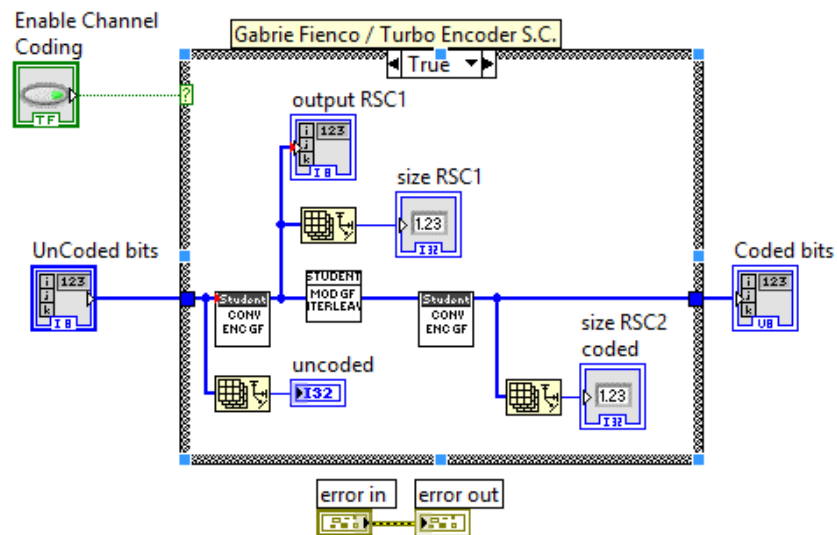 Enable Channel
Coding
TF
Gabrie Fienco / Turbo Encoder S.C.
True
?
output RSC1
i
j
k
123
I8
size RSC1
1.23
I32
UnCoded bits
i
j
k
123
I8
Student
CONV
ENC GF
STUDENT
MOD GF
ITERLEAV
Student
CONV
ENC GF
Coded bits
i
j
k
123
U8
uncoded
I32
size RSC2
coded
1.23
I32
error in
error out